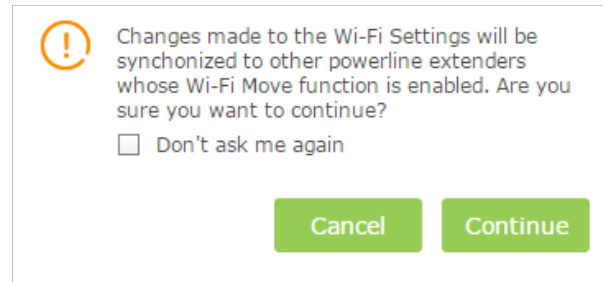 Changes made to the Wi-Fi Settings will be
synchonized to other powerline extenders
whose Wi-Fi Move function is enabled. Are you
sure you want to continue?
Don't ask me again
Cancel Continue